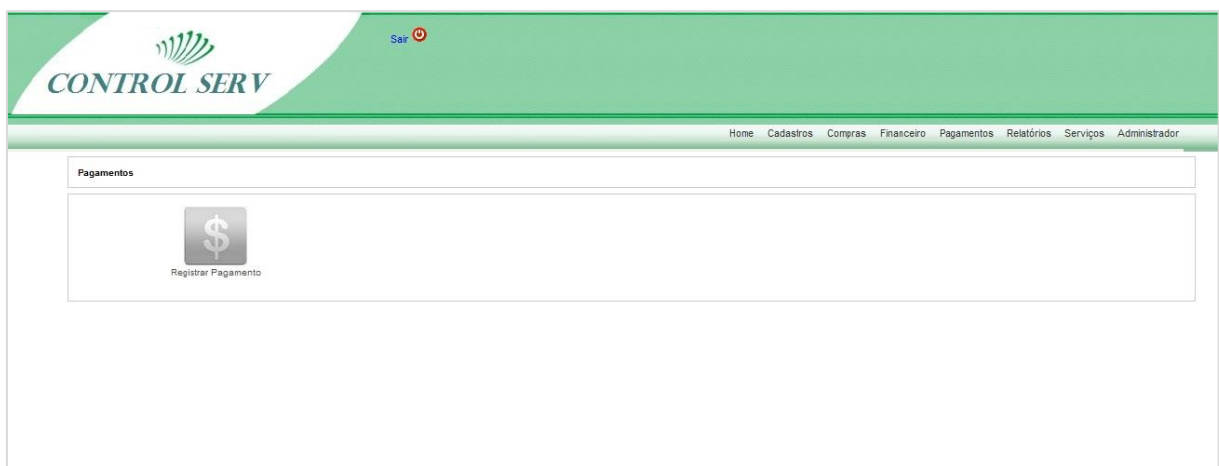 Sair
CONTROL SERV
Home Cadastros Compras Financeiro Pagamentos Relatórios Serviços Administrador
Pagamentos
$
Registrar Pagamento